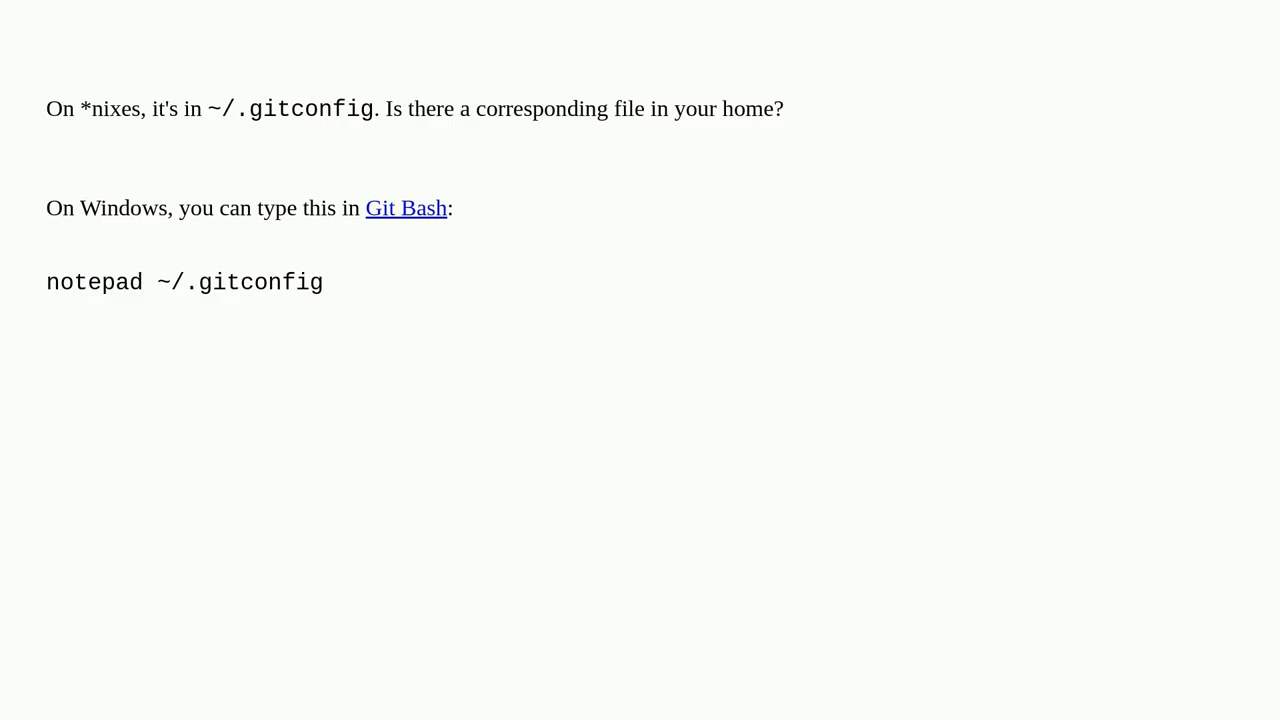 On *nixes, it's in ~/.gitconfig. Is there a corresponding file in your home?
On Windows, you can type this in Git Bash:
notepad ~/.gitconfig